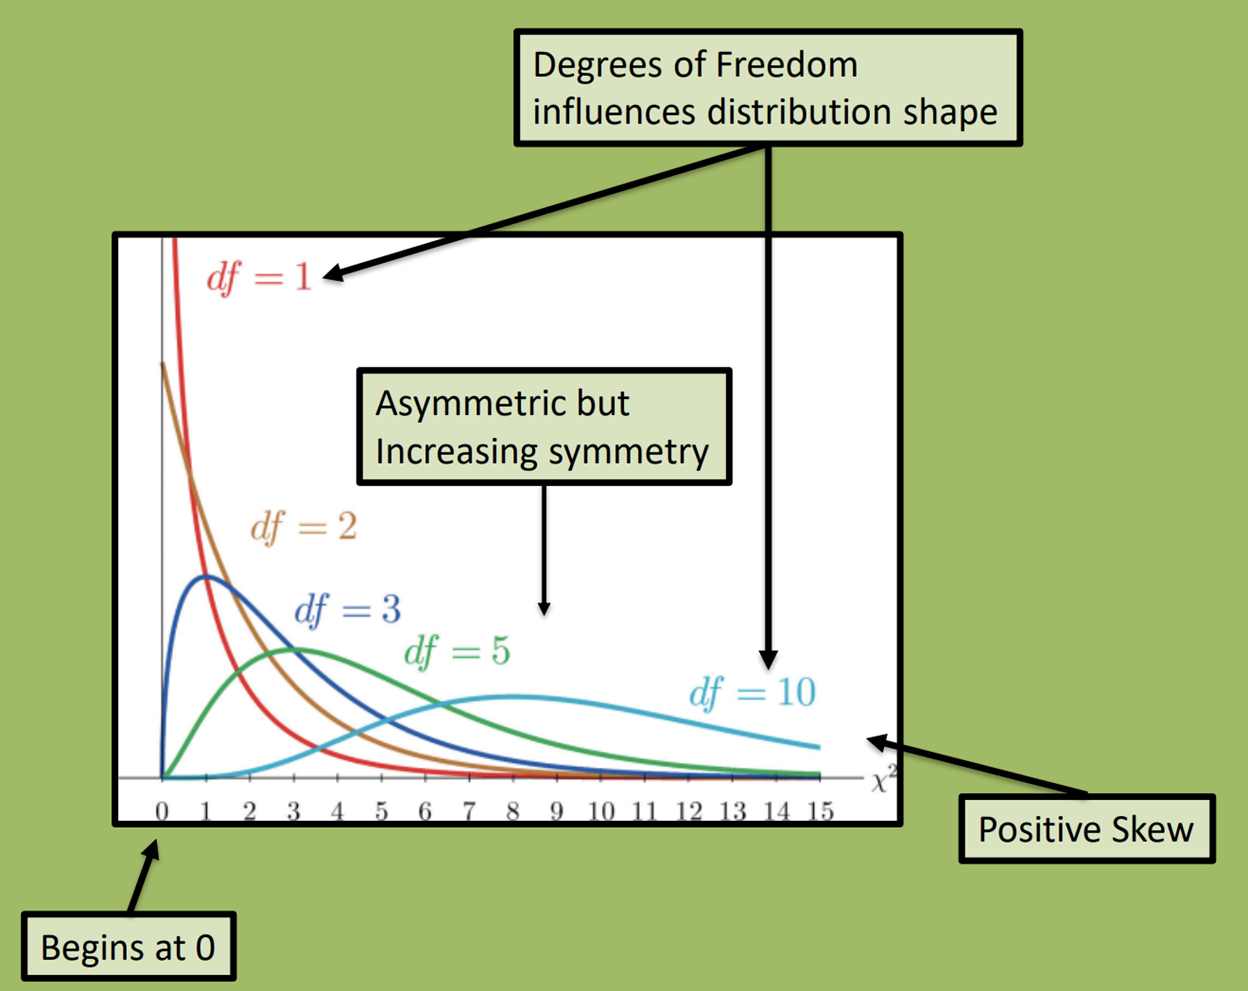 Degrees of Freedom
influences distribution shape
df = 1
Asymmetric but
Increasing symmetry
df = 2
df = 3
df = 5
df = 10
χ²
0 1 2 3 4 5 6 7 8 9 10 11 12 13 14 15
Positive Skew
Begins at 0